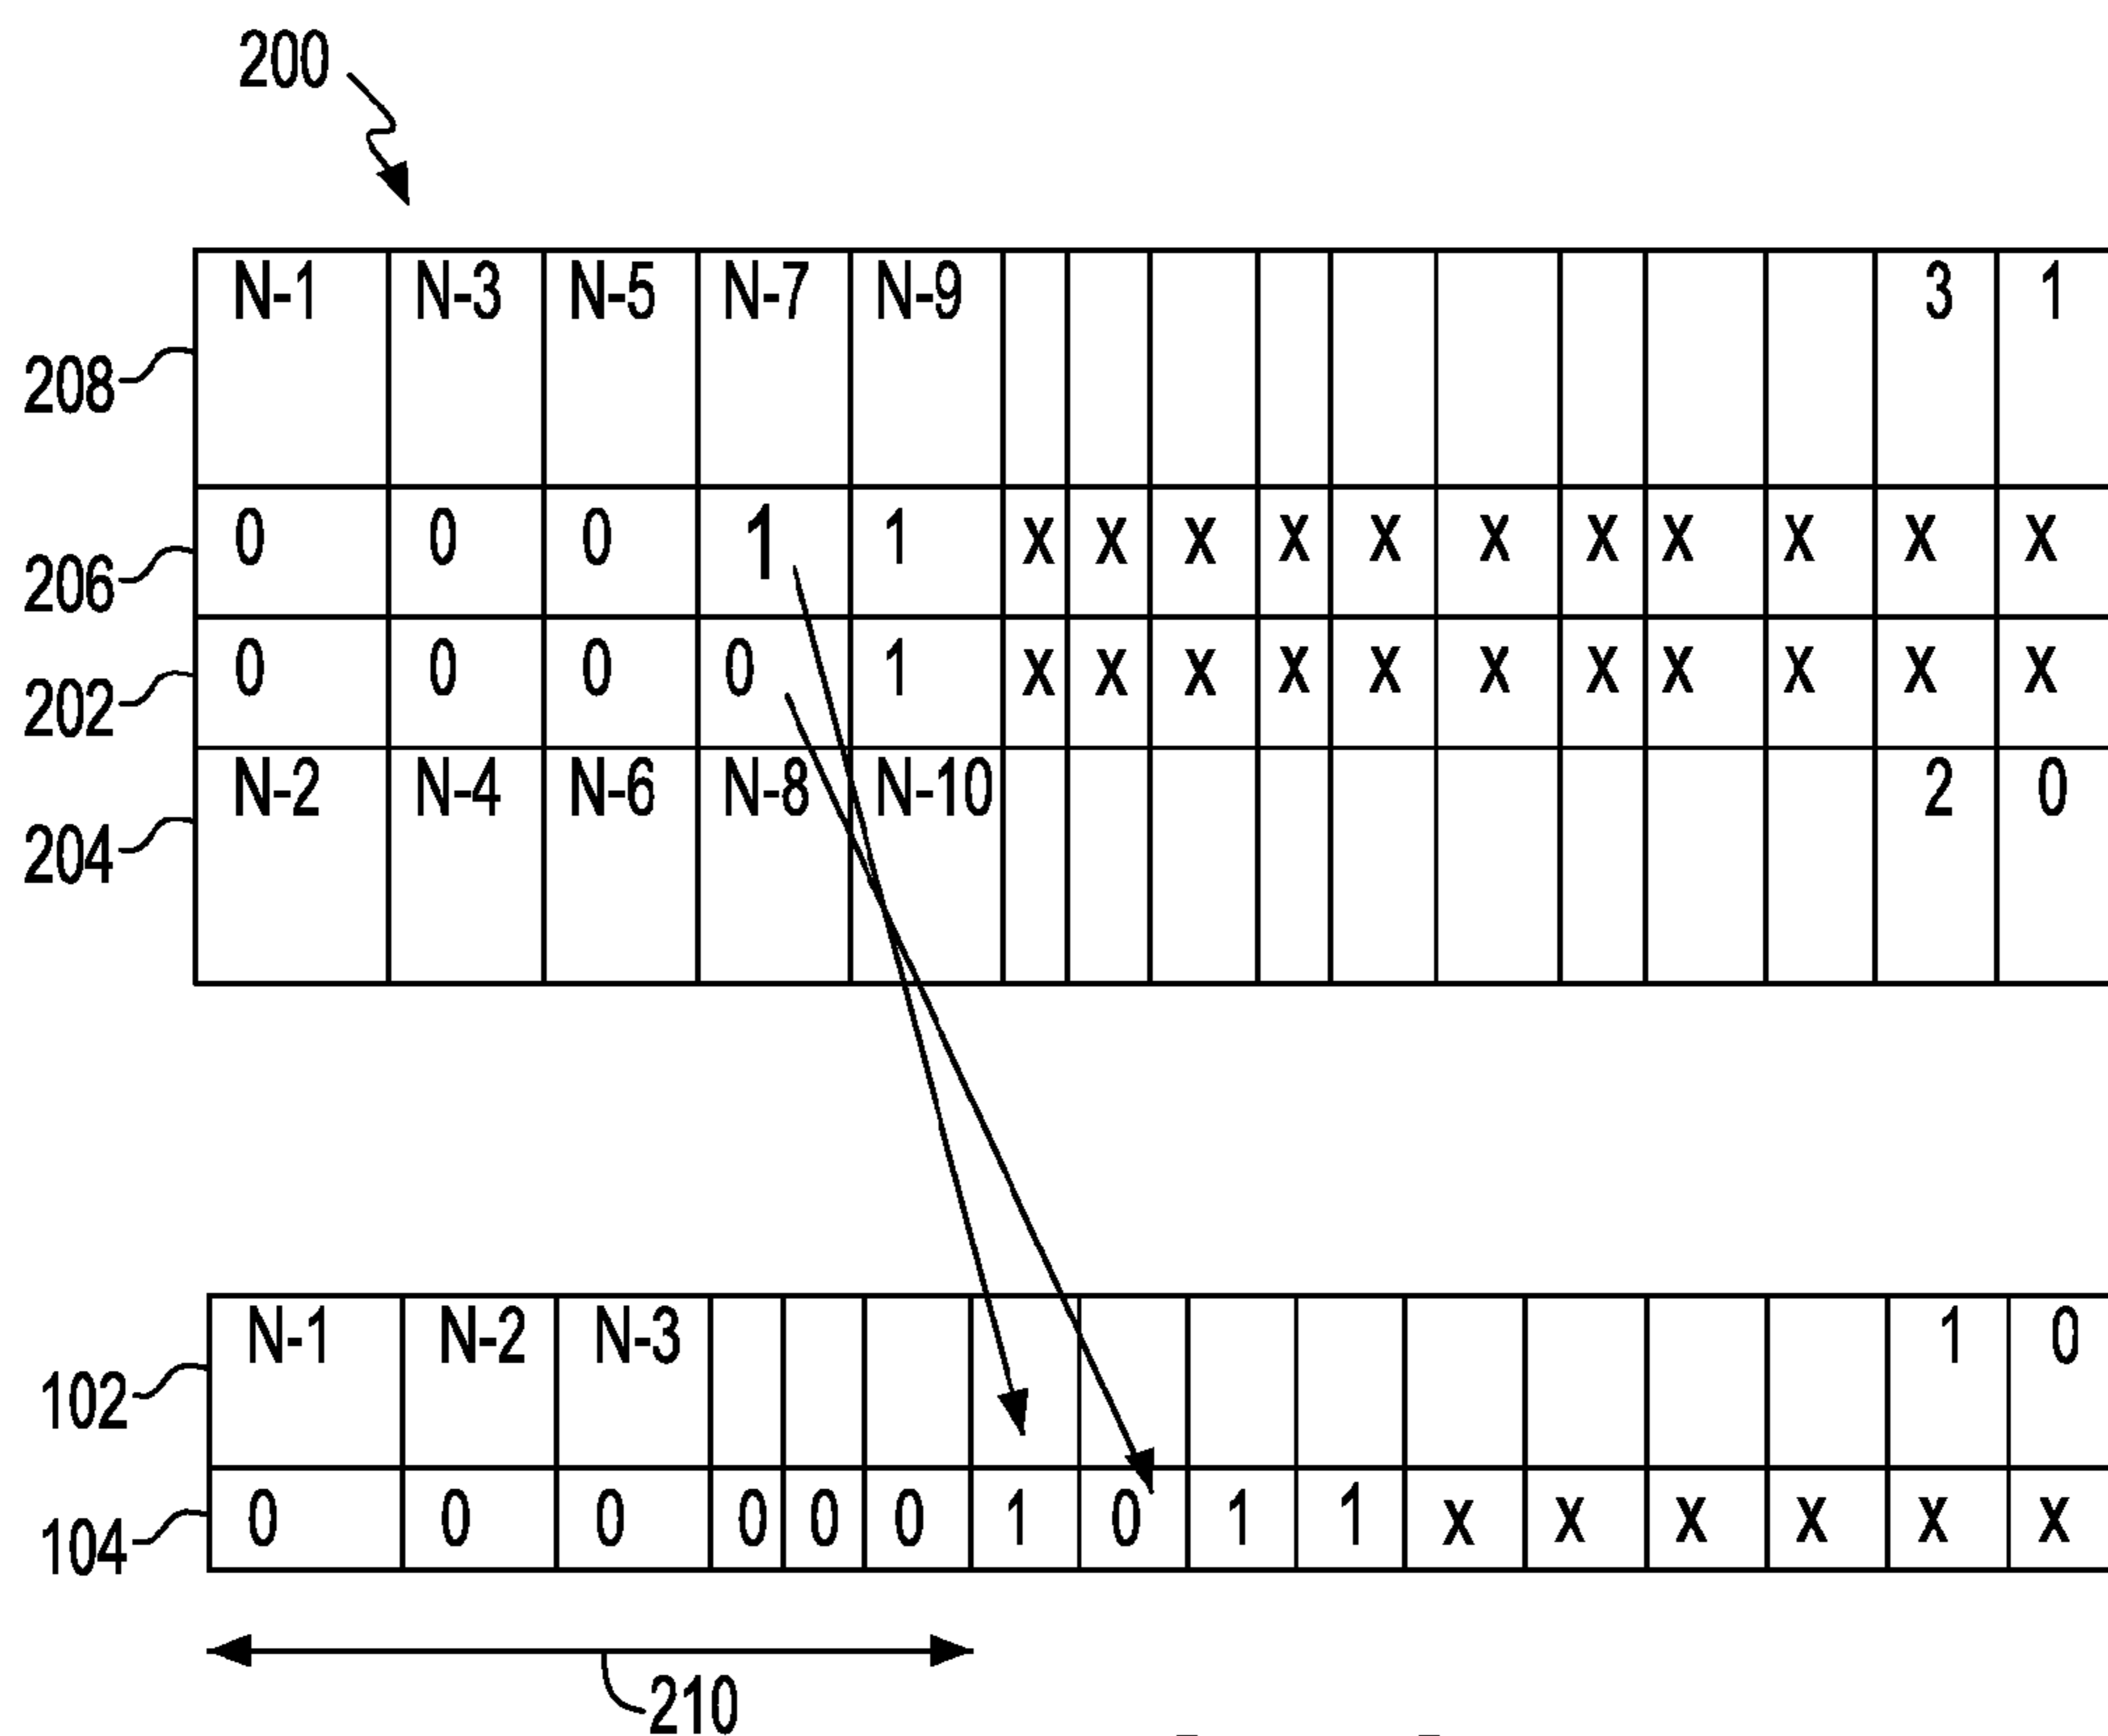 200
N-1 N-3 N-5 N-7 N-9 3 1
208
0 0 0 1 1 x x x x x x x x x x x
206
0 0 0 0 1 x x x x x x x x x x x
202
N-2 N-4 N-6 N-8 N-10 2 0
204
N-1 N-2 N-3 1 0
102
0 0 0 0 0 0 1 0 1 1 x x x x x x
104
210